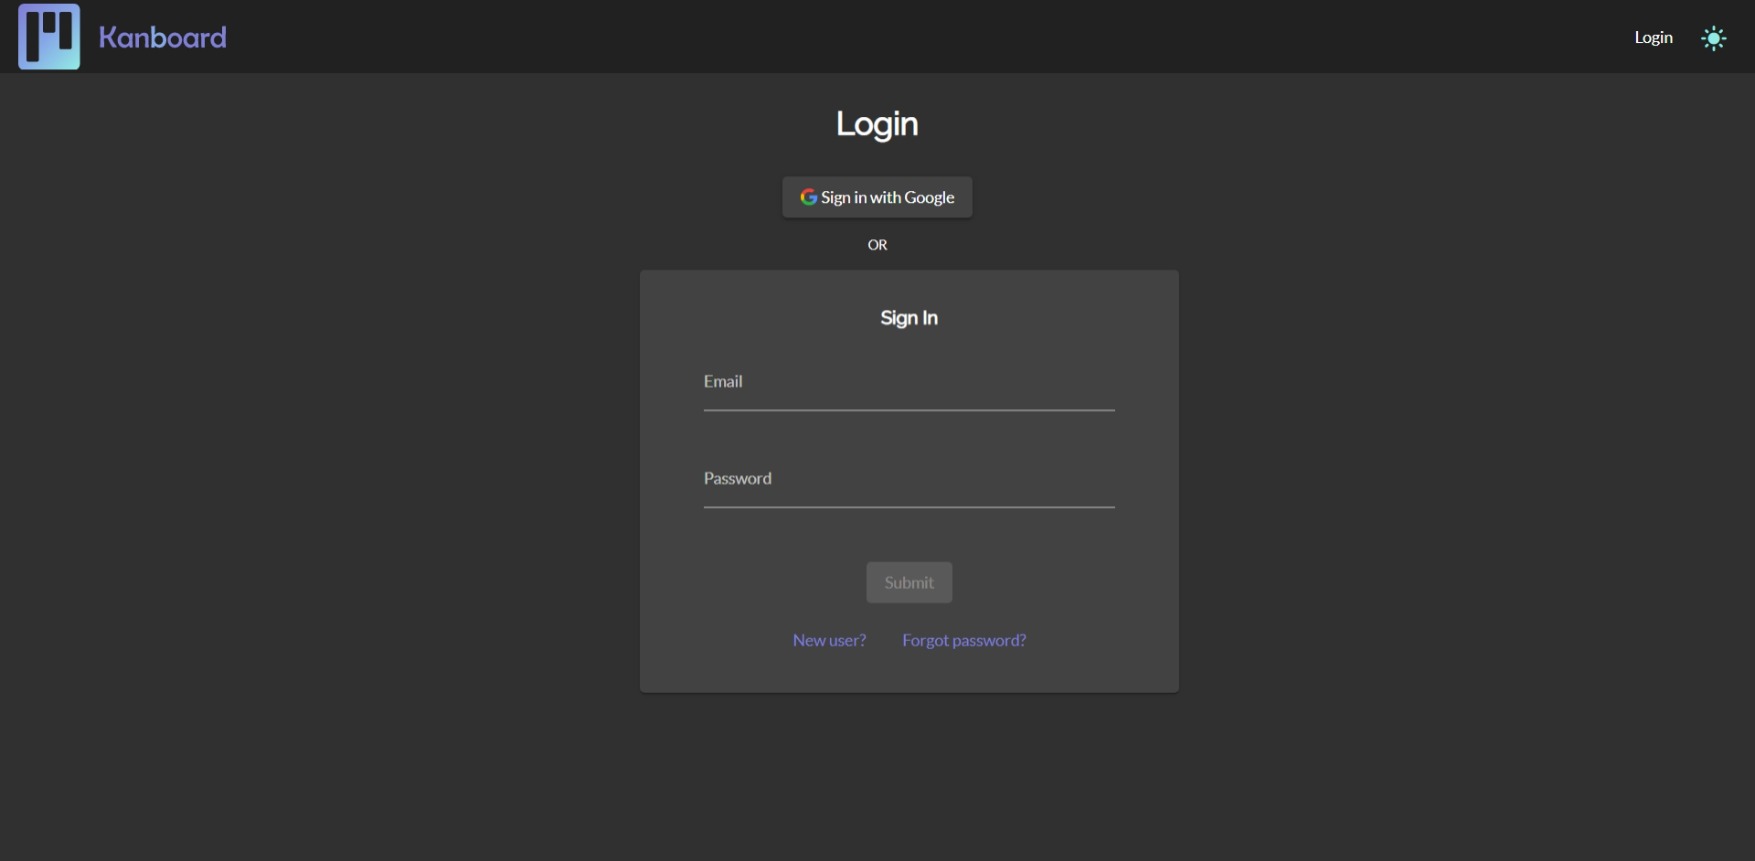 Kanboard
Login
Login
Sign in with Google
OR
Sign In
Email
Password
Submit
New user? Forgot password?